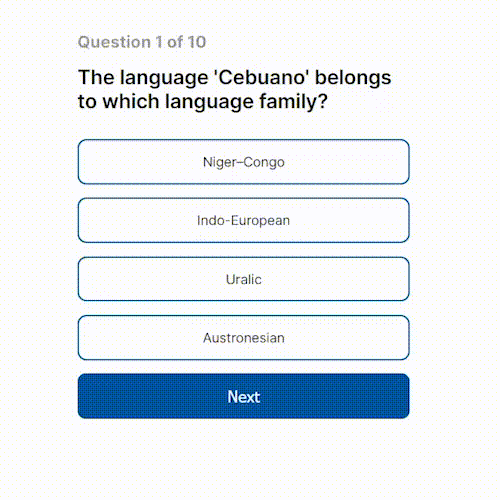 Question 1 of 10
The language 'Cebuano' belongs
to which language family?
Niger–Congo
Indo-European
Uralic
Austronesian
Next